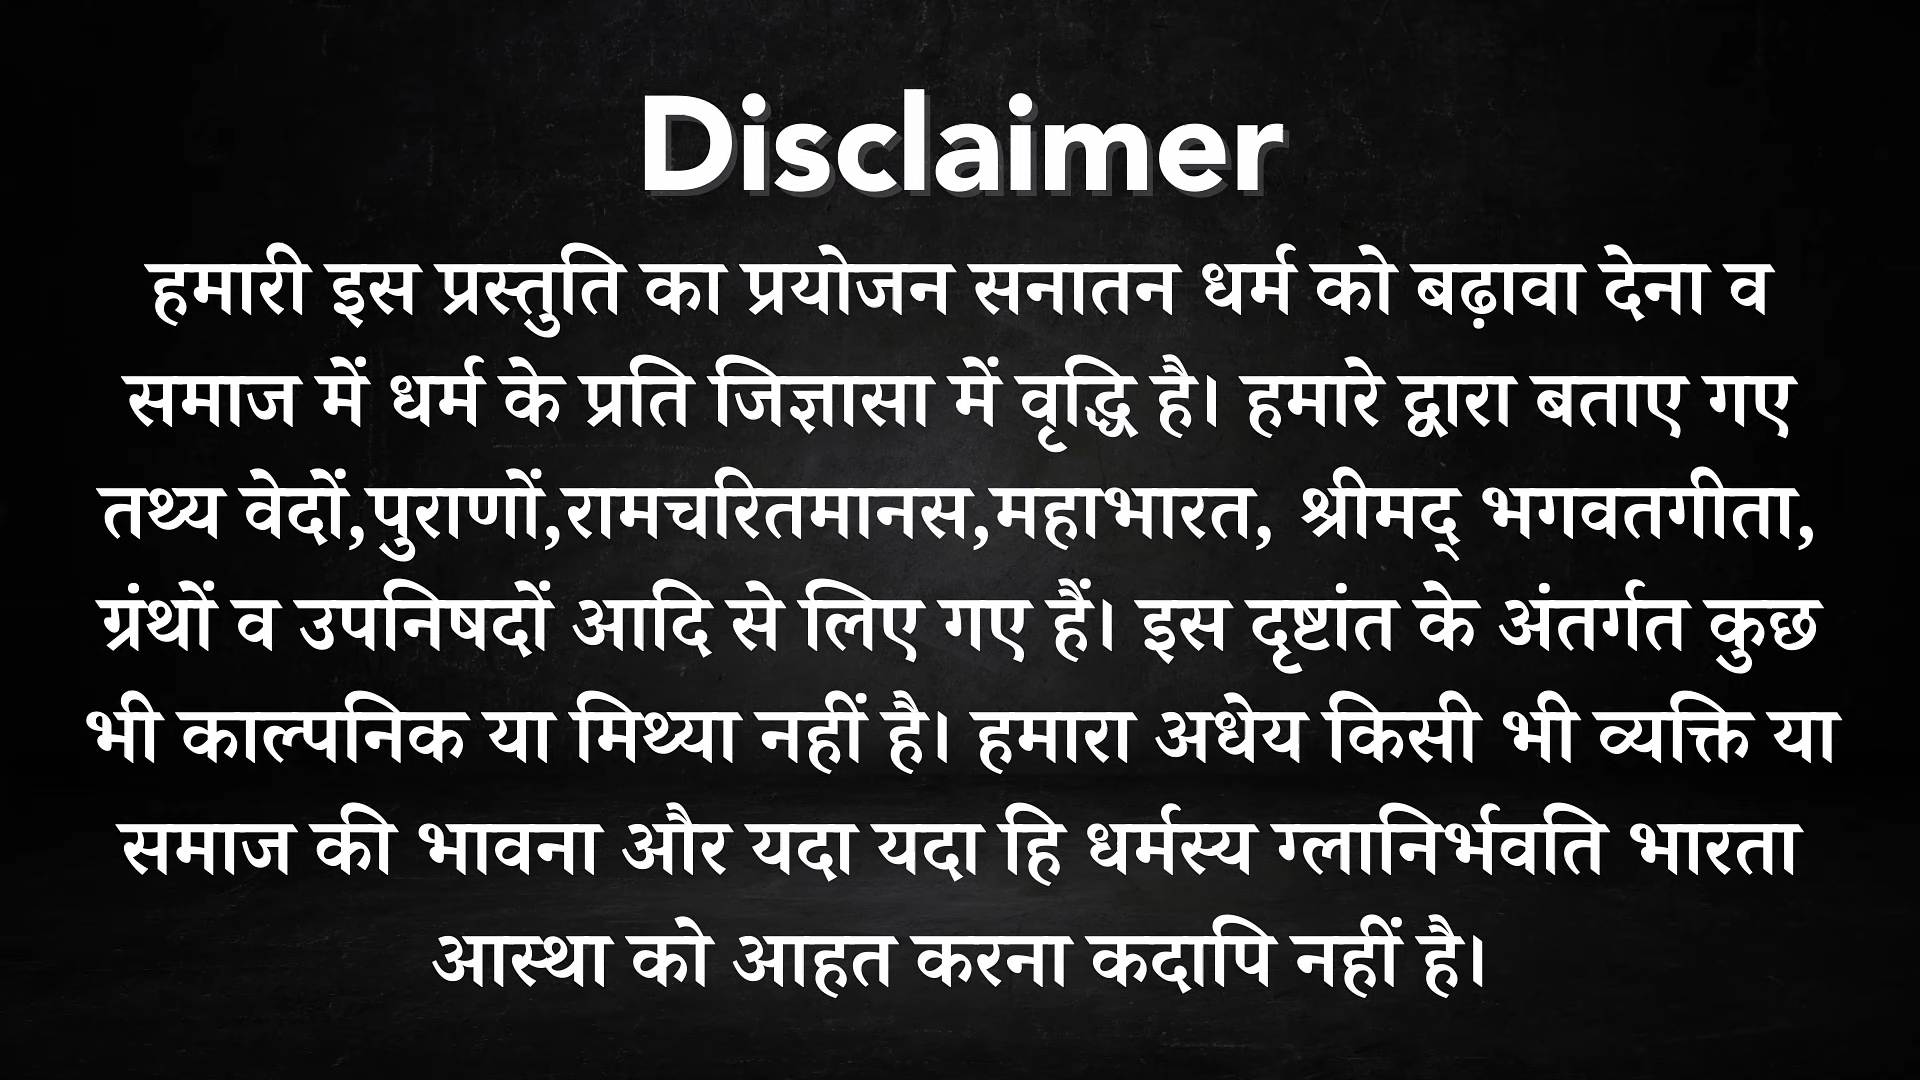 Disclaimer
हमारी इस प्रस्तुति का प्रयोजन सनातन धर्म को बढ़ावा देना व
समाज में धर्म के प्रति जिज्ञासा में वृद्धि है। हमारे द्वारा बताए गए
तथ्य वेदों,पुराणों,रामचरितमानस,महाभारत, श्रीमद् भगवतगीता,
ग्रंथों व उपनिषदों आदि से लिए गए हैं। इस दृष्टांत के अंतर्गत कुछ
भी काल्पनिक या मिथ्या नहीं है। हमारा अधेय किसी भी व्यक्ति या
समाज की भावना और यदा यदा हि धर्मस्य ग्लानिर्भवति भारता
आस्था को आहत करना कदापि नहीं है।